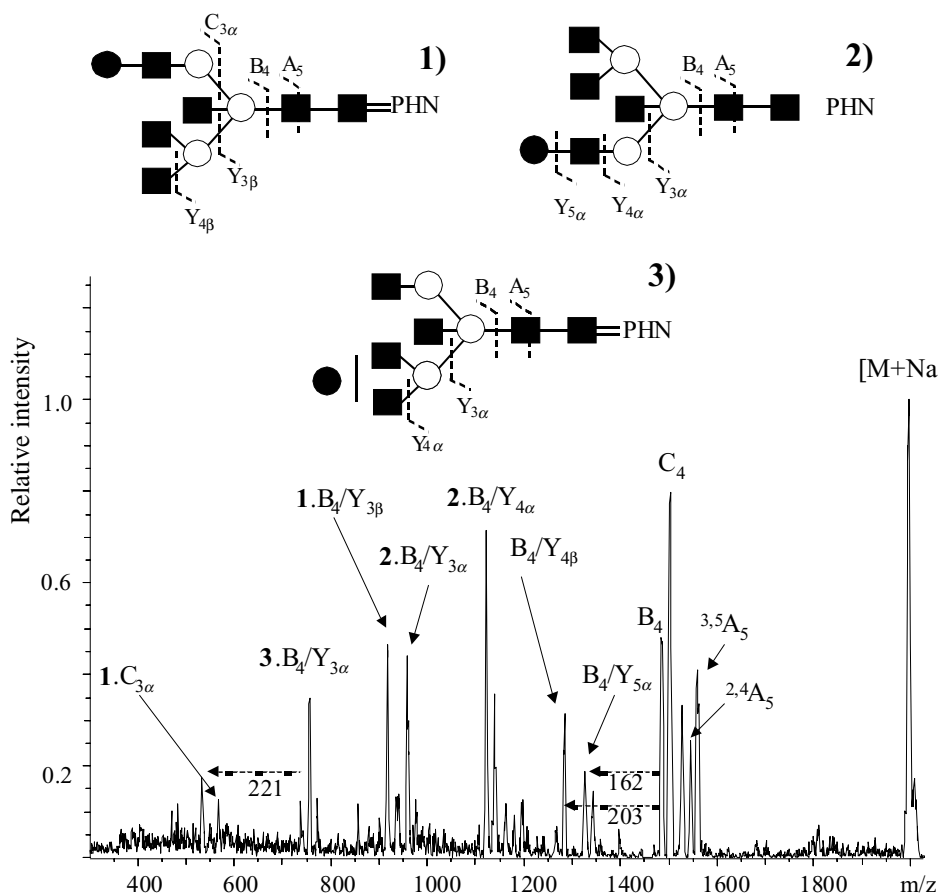 C3α
B4 A5
1)
PHN
Y3β
Y4β
2)
B4 A5
PHN
Y3α
Y4α
Y5α
3)
B4 A5
PHN
Y3α
Y4α
[M+Na
C4
1.B4/Y3β
2.B4/Y4α
2.B4/Y3α
B4/Y4β
B4
3,5A5
3.B4/Y3α
B4/Y5α
1.C3α
2,4A5
221
162
203
Relative intensity
1.0
0.6
0.2
400 600 800 1000 1200 1400 1600 1800 m/z